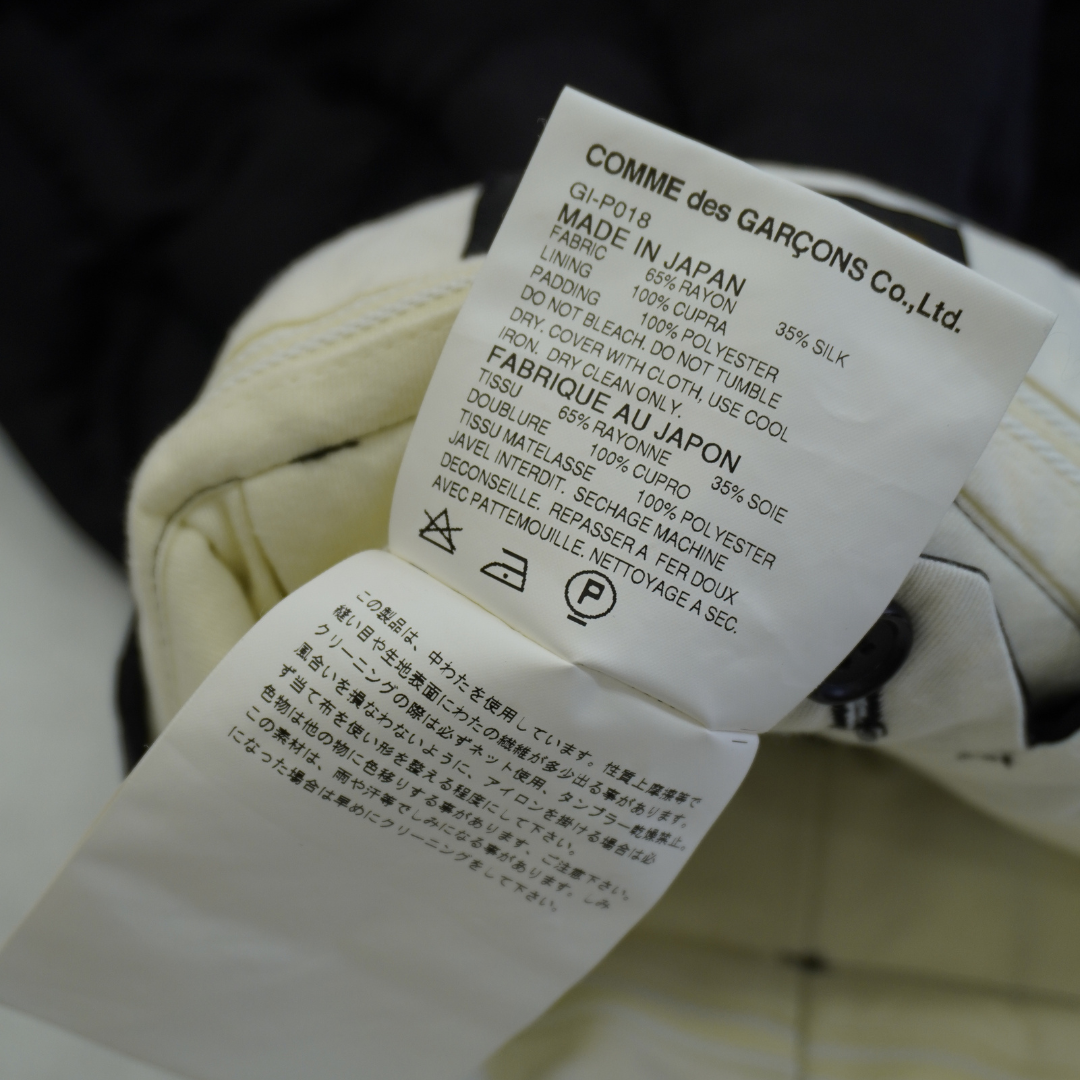 COMME des GARÇONS Co.,Ltd.
GI-P018
MADE IN JAPAN
FABRIC 65% RAYON 35% SILK
LINING 100% CUPRA
PADDING 100% POLYESTER
DO NOT BLEACH. DO NOT TUMBLE
DRY. COVER WITH CLOTH, USE COOL
IRON. DRY CLEAN ONLY.
FABRIQUE AU JAPON
TISSU 65% RAYONNE 35% SOIE
DOUBLURE 100% CUPRO
TISSU MATELASSE 100% POLYESTER
JAVEL INTERDIT. SECHAGE MACHINE
DECONSEILLE. REPASSER A FER DOUX
AVEC PATTEMOUILLE. NETTOYAGE A SEC.
P
この製品は、中わたを使用しています。性質上摩擦等で
縫い目や生地表面にわたの繊維が多少出る事があります。
クリーニングの際は必ずネット使用、タンブラー乾燥禁止。
風合いを損なわないように、アイロンを掛ける場合は必
ず当て布を使い形を整える程度にして下さい。
色物は他の物に色移りする事があります、ご注意下さい。
この素材は、雨や汗等でしみになる事があります。しみ
になった場合は早めにクリーニングをして下さい。